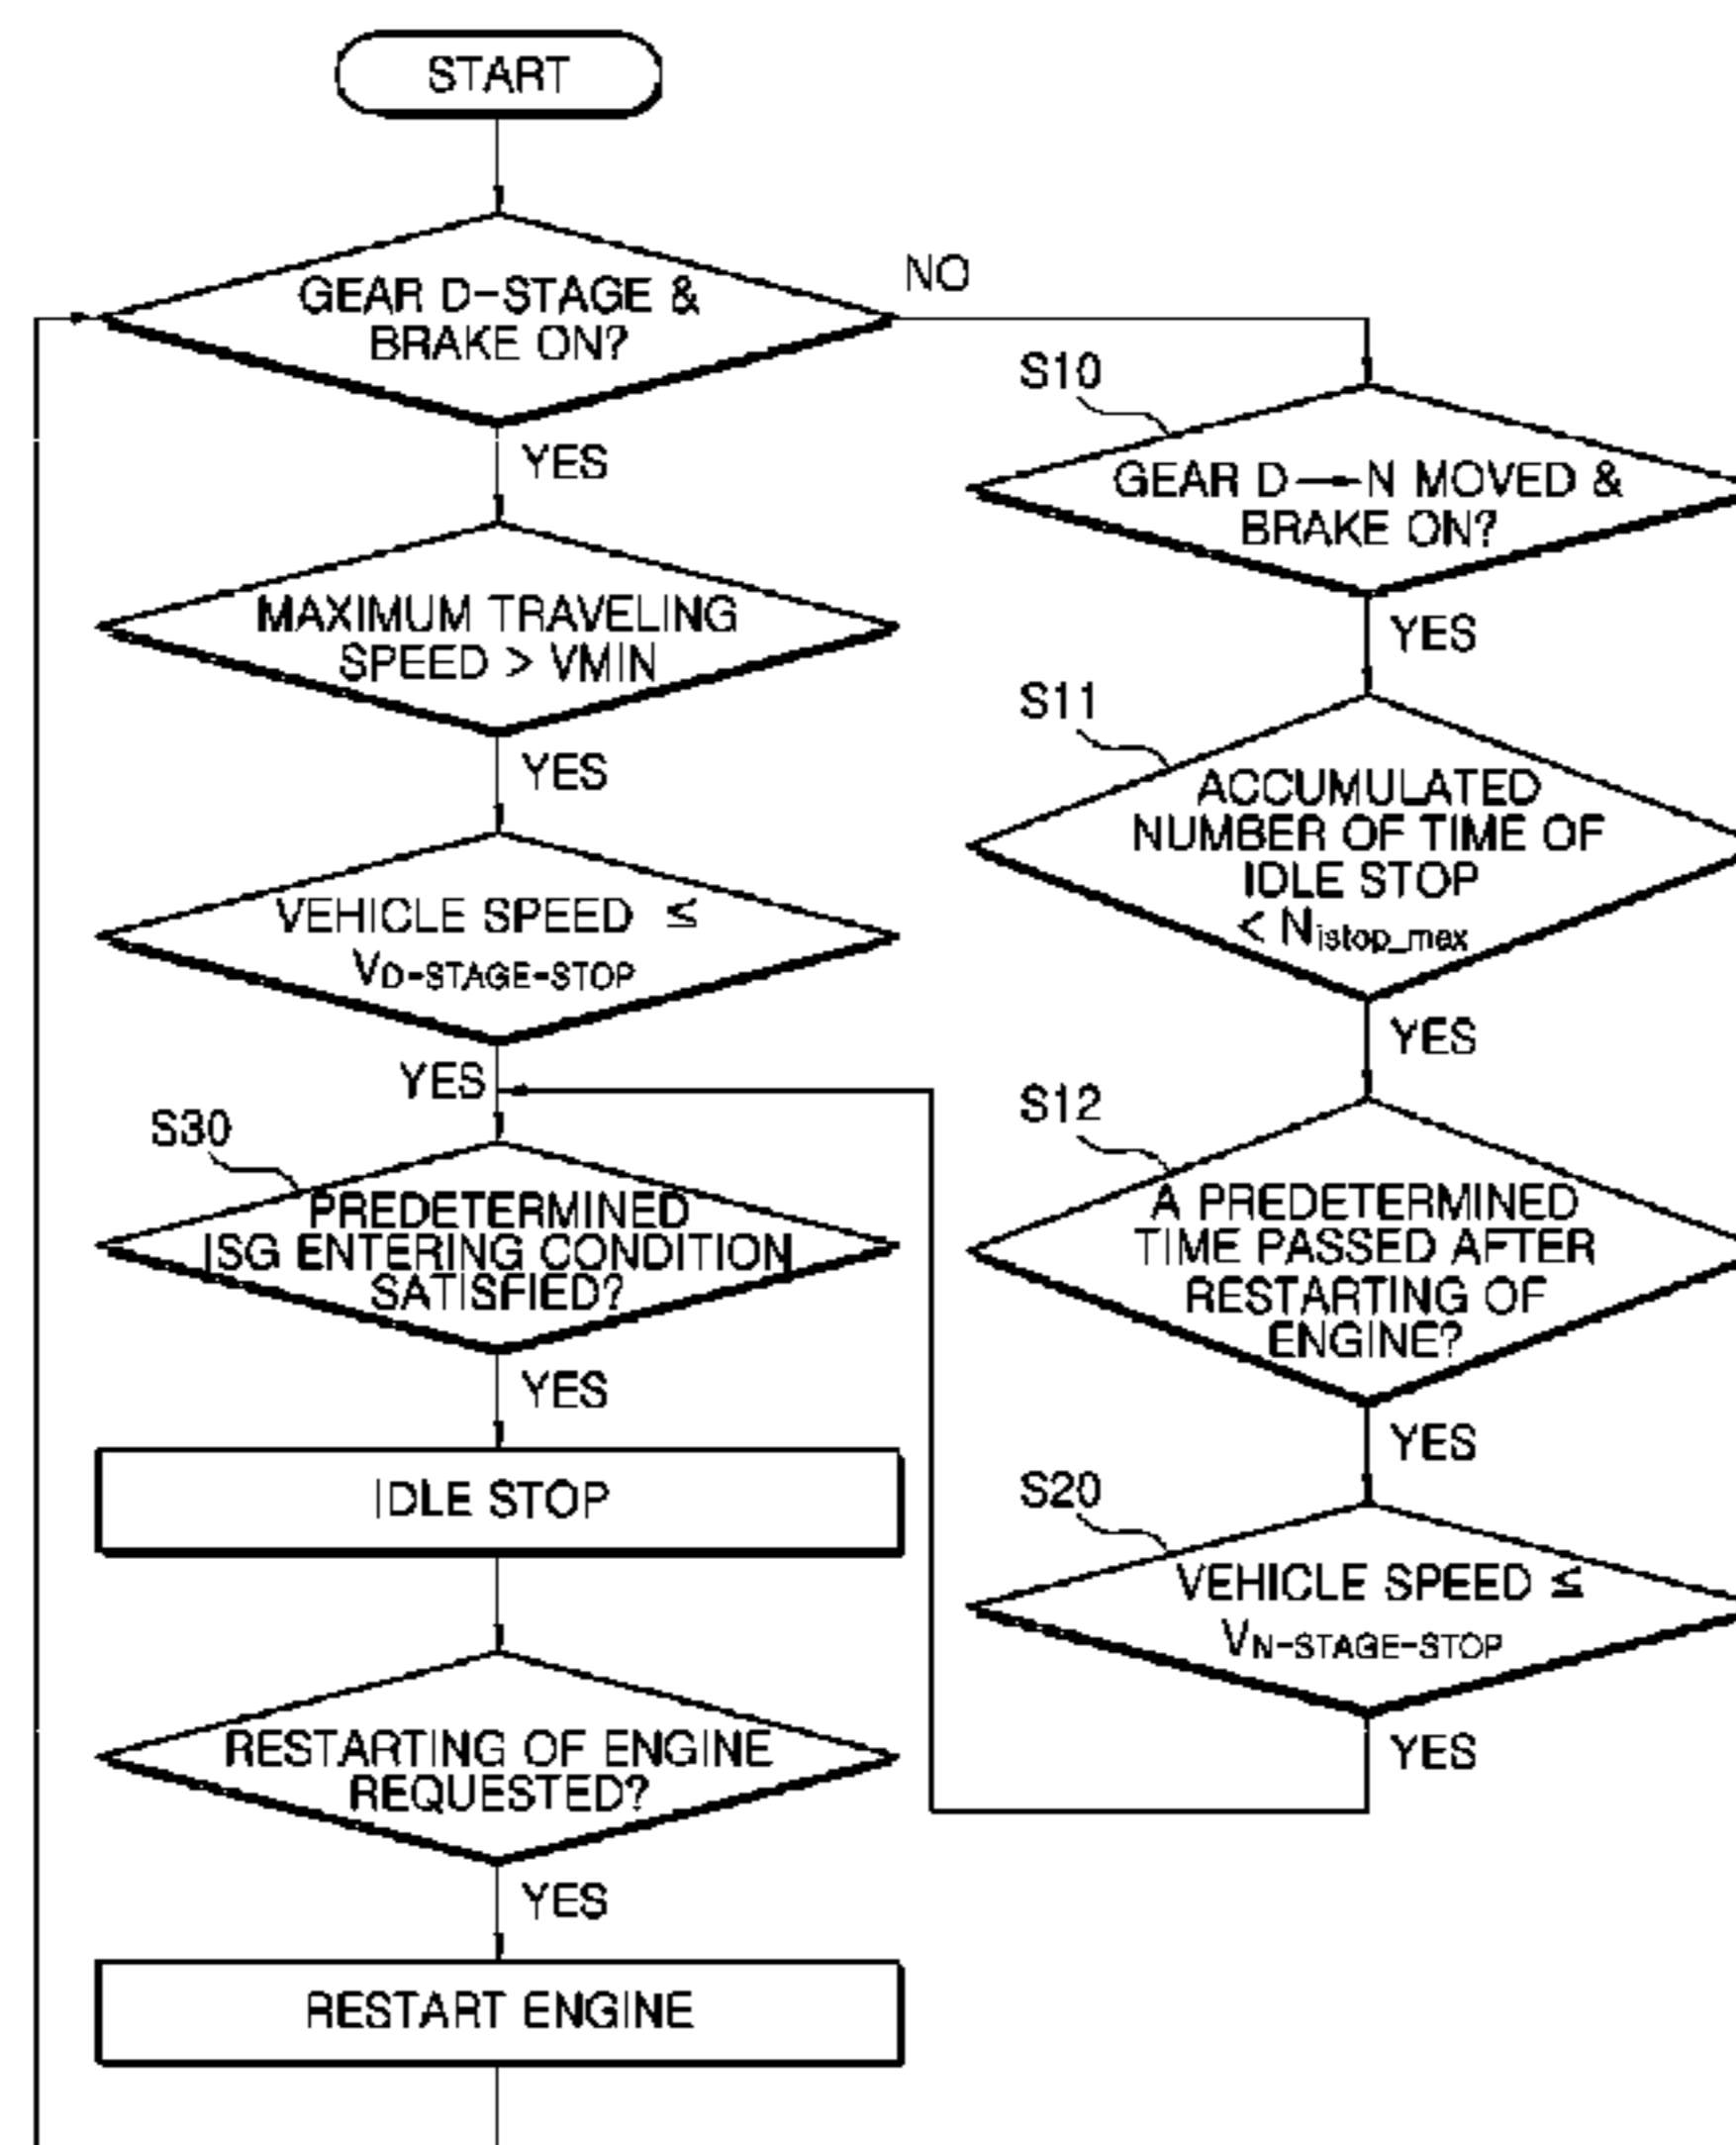 START
GEAR D-STAGE &
BRAKE ON?
NO
YES
MAXIMUM TRAVELING
SPEED > VMIN
YES
VEHICLE SPEED ≤
VD-STAGE-STOP
YES
S30
PREDETERMINED
ISG ENTERING CONDITION
SATISFIED?
YES
IDLE STOP
RESTARTING OF ENGINE
REQUESTED?
YES
RESTART ENGINE
S10
GEAR D→N MOVED &
BRAKE ON?
YES
S11
ACCUMULATED
NUMBER OF TIME OF
IDLE STOP
< Nistop_max
YES
S12
A PREDETERMINED
TIME PASSED AFTER
RESTARTING OF
ENGINE?
YES
S20
VEHICLE SPEED ≤
VN-STAGE-STOP
YES